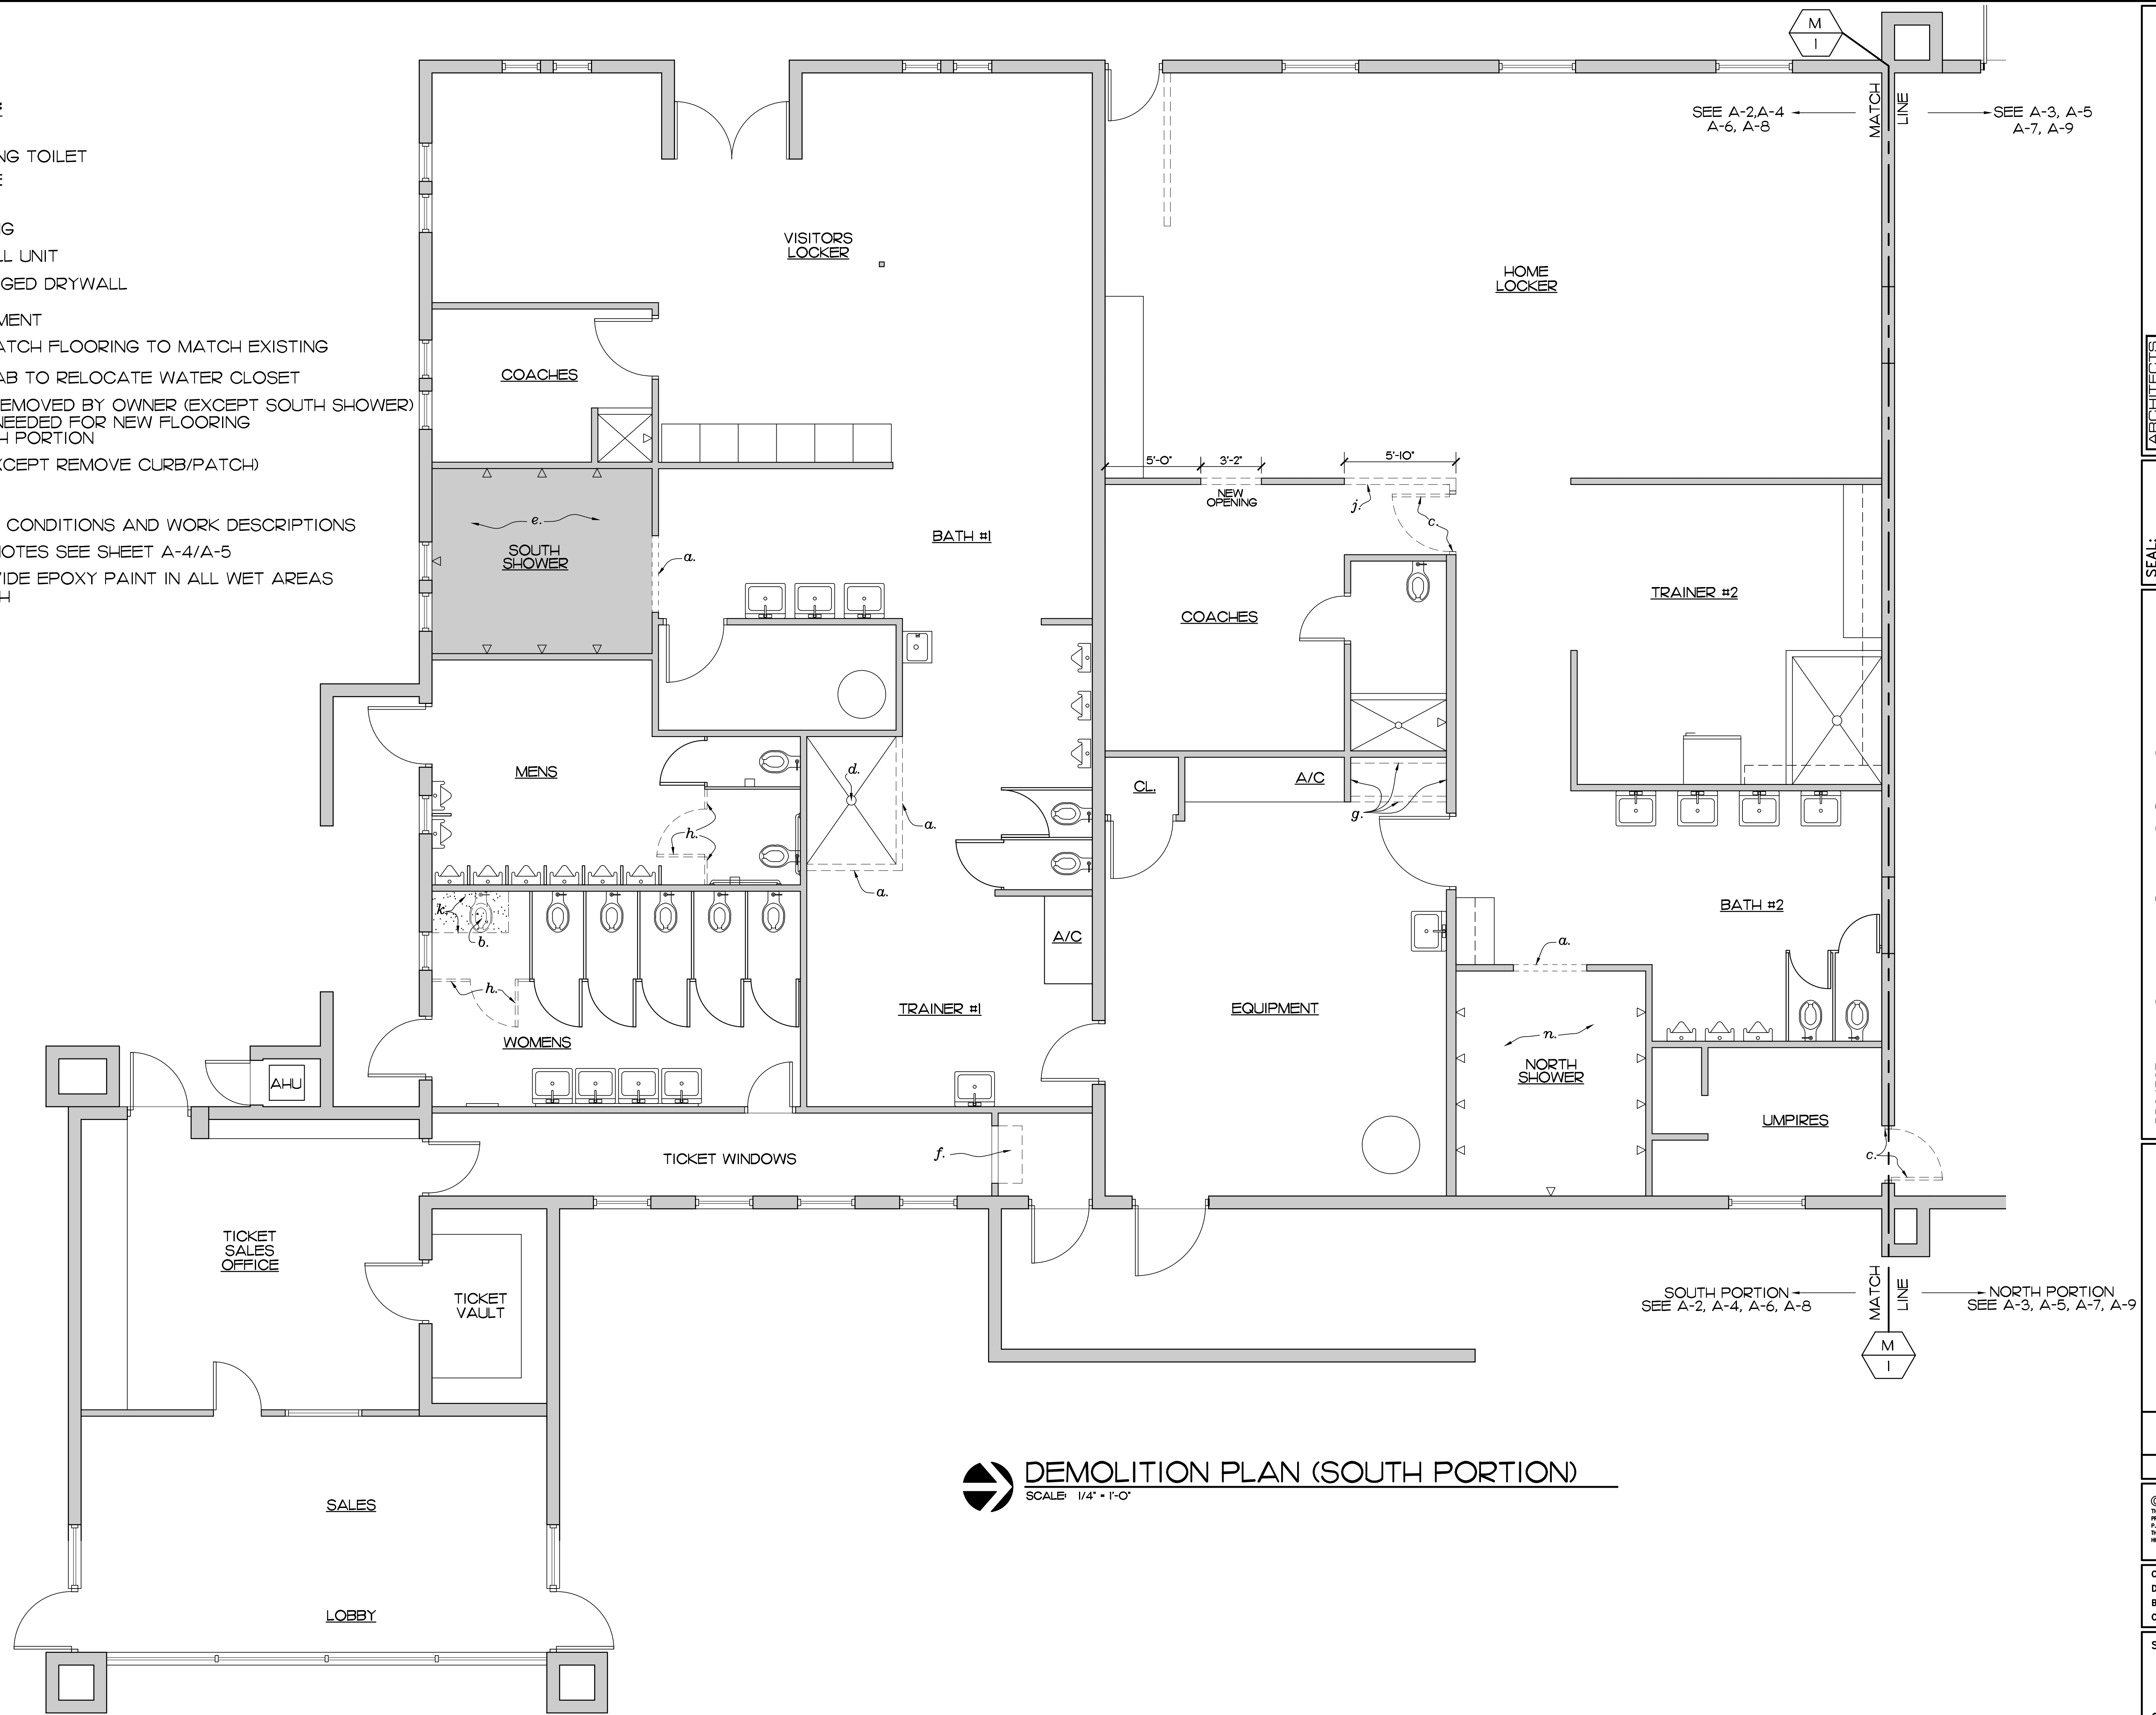 NG TOILET
G
LL UNIT
GED DRYWALL
MENT
ATCH FLOORING TO MATCH EXISTING
AB TO RELOCATE WATER CLOSET
EMOVED BY OWNER (EXCEPT SOUTH SHOWER)
NEEDED FOR NEW FLOORING
H PORTION
(CEPT REMOVE CURB/PATCH)
CONDITIONS AND WORK DESCRIPTIONS
NOTES SEE SHEET A-4/A-5
VIDE EPOXY PAINT IN ALL WET AREAS
M
1
MATCH
LINE
SEE A-2,A-4
A-6, A-8
SEE A-3, A-5
A-7, A-9
VISITORS
LOCKER
HOME
LOCKER
COACHES
5'-0"
3'-2"
5'-10"
NEW
OPENING
j.
c.
e.
SOUTH
SHOWER
a.
BATH #1
COACHES
TRAINER #2
MENS
h.
d.
a.
a.
CL.
A/C
g.
k.
b.
h.
WOMENS
A/C
TRAINER #1
EQUIPMENT
BATH #2
a.
n.
NORTH
SHOWER
UMPIRES
c.
AHU
TICKET WINDOWS
f.
TICKET
SALES
OFFICE
TICKET
VAULT
SALES
LOBBY
SOUTH PORTION
SEE A-2, A-4, A-6, A-8
MATCH
LINE
NORTH PORTION
SEE A-3, A-5, A-7, A-9
M
1
DEMOLITION PLAN (SOUTH PORTION)
SCALE: 1/4" = 1'-0"
ARCHITECTS
SEAL: